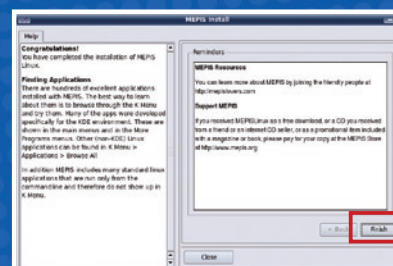 MEPIS Install
Help
Congratulations!
You have completed the installation of MEPIS
Linux.
Finding Applications
There are hundreds of excellent applications
installed with MEPIS. The best way to learn
about them is to browse through the K Menu
and try them. Many of the apps were developed
specifically for the KDE environment. These are
shown in the main menus and in the More
Programs menus. Other (non-KDE) Linux
applications can be found in K Menu >
Applications > Browse All
In addition MEPIS includes many standard linux
applications that are run only from the
commandline and therefore do not show up in
K Menu.
Reminders
MEPIS Resources
You can learn more about MEPIS by joining the friendly people at
http://mepislovers.com
Support MEPIS
If you received MEPISLinux as a free download, or a CD you received
from a friend or an internet CD seller, or as a promotional item included
with a magazine or book, please pay for your copy at the MEPIS Store
at http://www.mepis.org
< Back
Finish
Close